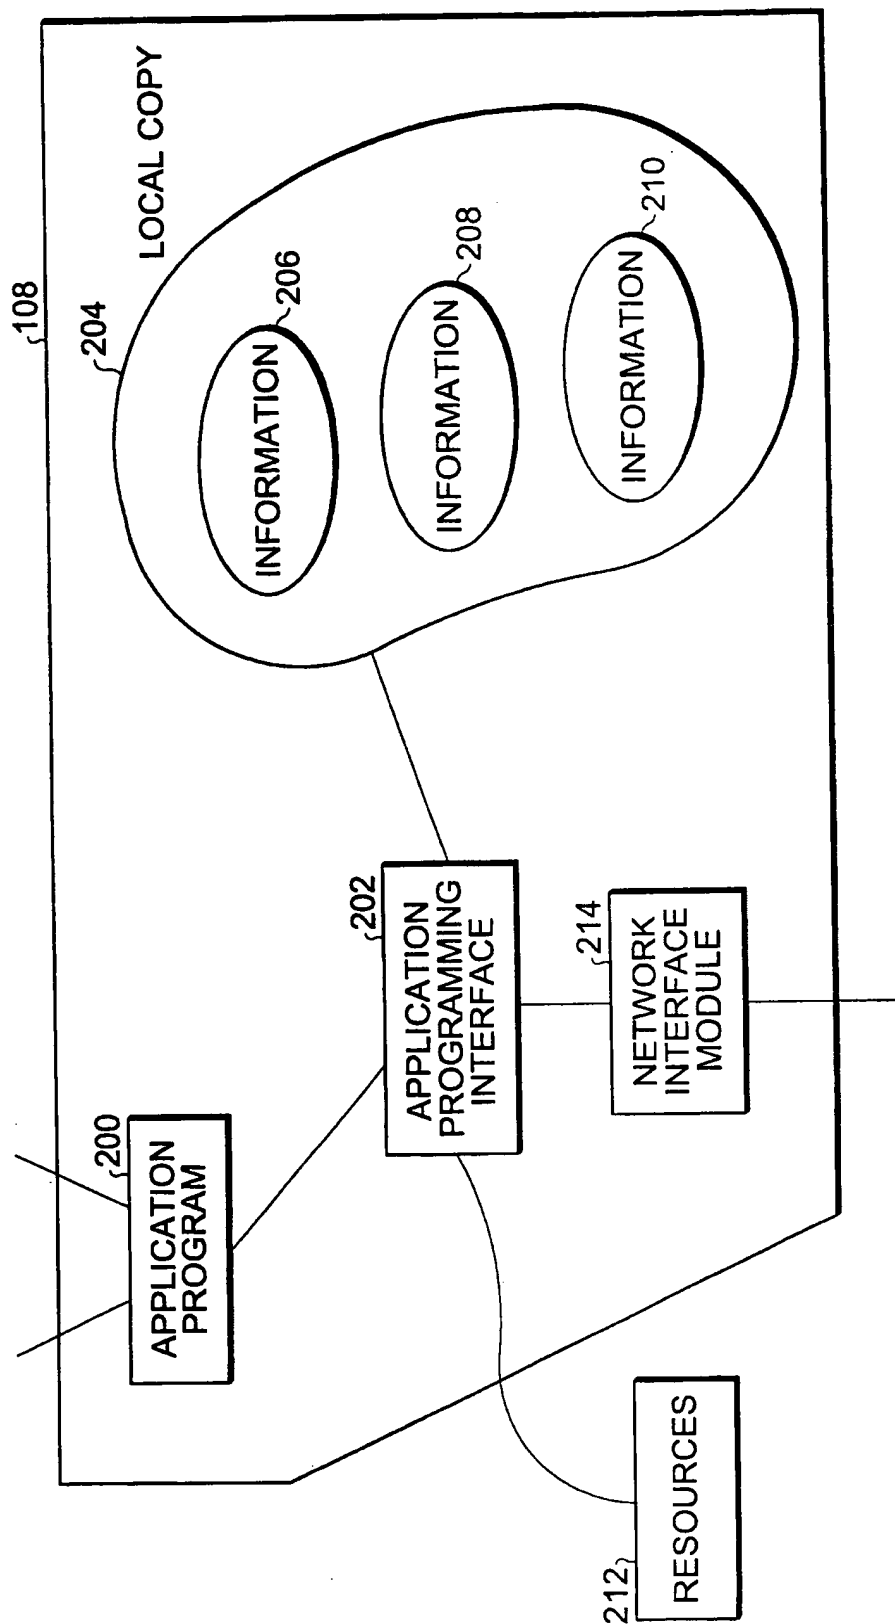 108
204
LOCAL COPY
INFORMATION
206
INFORMATION
208
INFORMATION
210
200
APPLICATION
PROGRAM
202
APPLICATION
PROGRAMMING
INTERFACE
214
NETWORK
INTERFACE
MODULE
212
RESOURCES